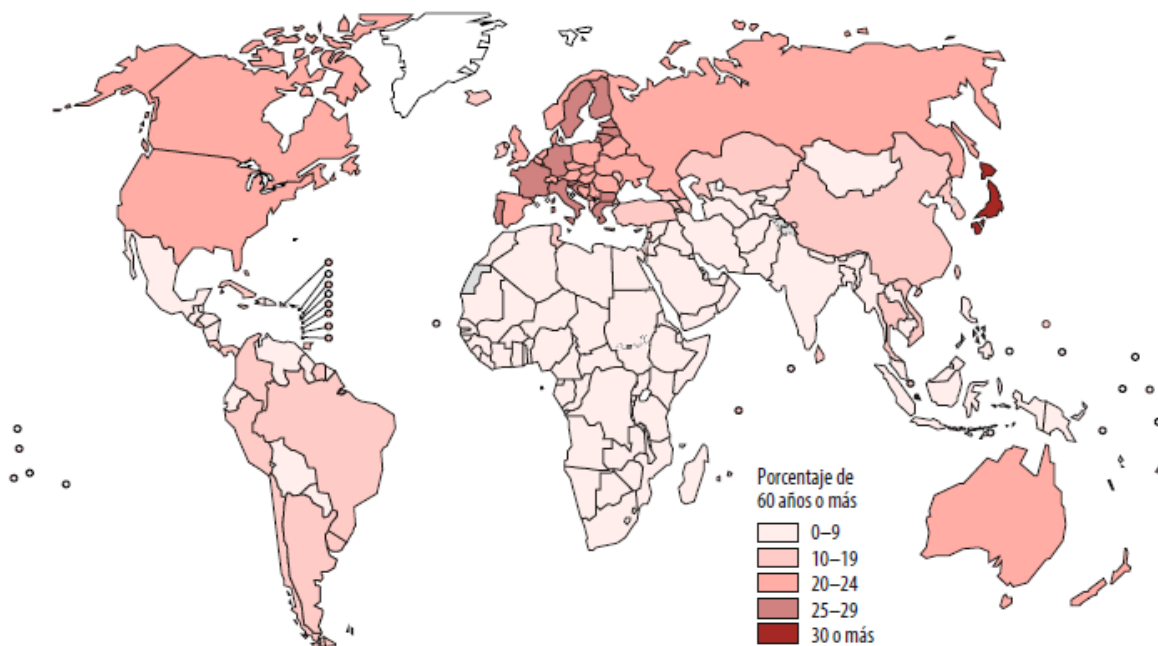 Porcentaje de
60 años o más
0–9
10–19
20–24
25–29
30 o más